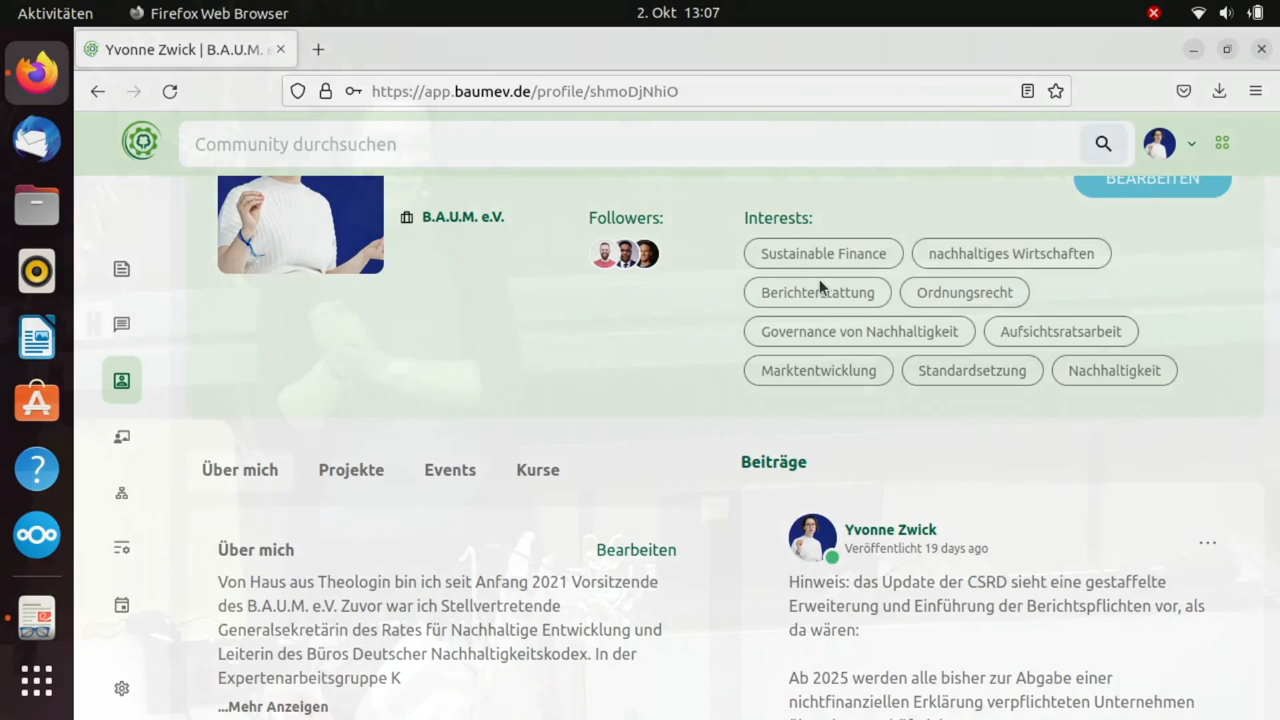 Aktivitäten Firefox Web Browser 2. Okt 13:07
Yvonne Zwick | B.A.U.M. e
https://app.baumev.de/profile/shmoDjNhiO
Community durchsuchen
BEARBEITEN
B.A.U.M. e.V.
Followers:
Interests:
Sustainable Finance nachhaltiges Wirtschaften
Berichterstattung Ordnungsrecht
Governance von Nachhaltigkeit Aufsichtsratsarbeit
Marktentwicklung Standardsetzung Nachhaltigkeit
Über mich Projekte Events Kurse
Über mich Bearbeiten
Von Haus aus Theologin bin ich seit Anfang 2021 Vorsitzende
des B.A.U.M. e.V. Zuvor war ich Stellvertretende
Generalsekretärin des Rates für Nachhaltige Entwicklung und
Leiterin des Büros Deutscher Nachhaltigkeitskodex. In der
Expertenarbeitsgruppe K
...Mehr Anzeigen
Beiträge
Yvonne Zwick
Veröffentlicht 19 days ago
Hinweis: das Update der CSRD sieht eine gestaffelte
Erweiterung und Einführung der Berichtspflichten vor, als
da wären:
Ab 2025 werden alle bisher zur Abgabe einer
nichtfinanziellen Erklärung verpflichteten Unternehmen